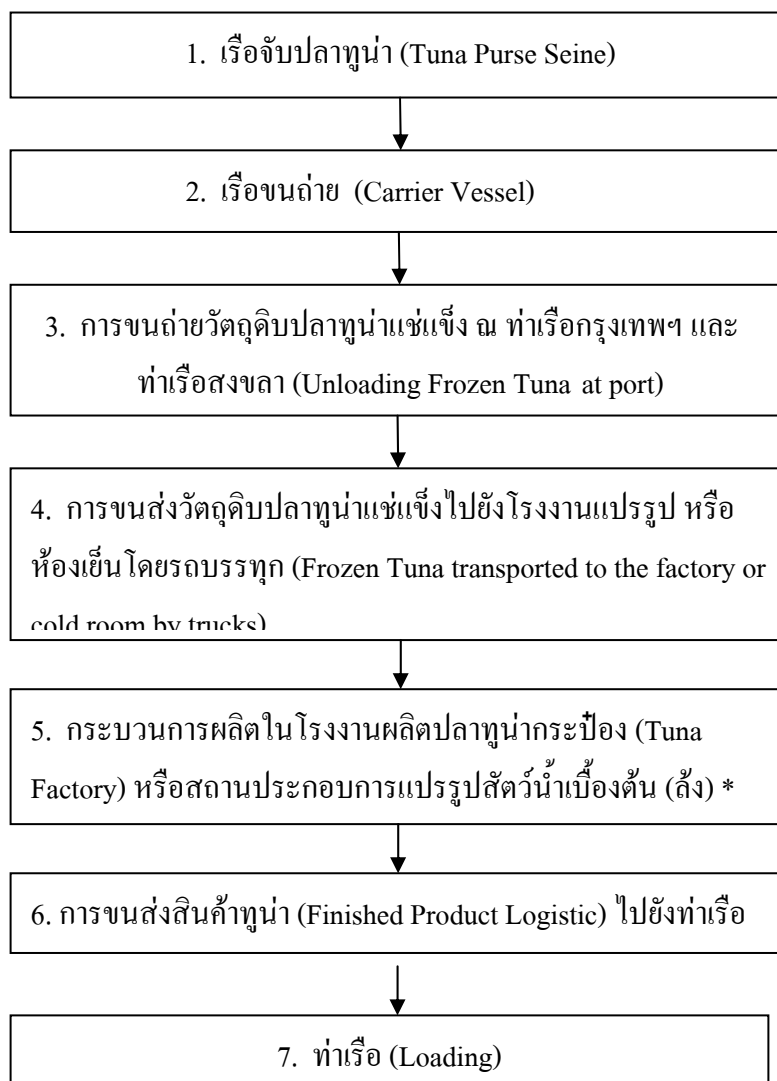 1. เรือจับปลาทูน่า (Tuna Purse Seine)
2. เรือขนถ่าย (Carrier Vessel)
3. การขนถ่ายวัตถุดิบปลาทูน่าแช่แข็ง ณ ท่าเรือกรุงเทพฯ และ
ท่าเรือสงขลา (Unloading Frozen Tuna at port)
4. การขนส่งวัตถุดิบปลาทูน่าแช่แข็งไปยังโรงงานแปรรูป หรือ
ห้องเย็นโดยรถบรรทุก (Frozen Tuna transported to the factory or
cold room by trucks)
5. กระบวนการผลิตในโรงงานผลิตปลาทูน่ากระป๋อง (Tuna
Factory) หรือสถานประกอบการแปรรูปสัตว์น้ำเบื้องต้น (ล้ง) *
6. การขนส่งสินค้าทูน่า (Finished Product Logistic) ไปยังท่าเรือ
7. ท่าเรือ (Loading)